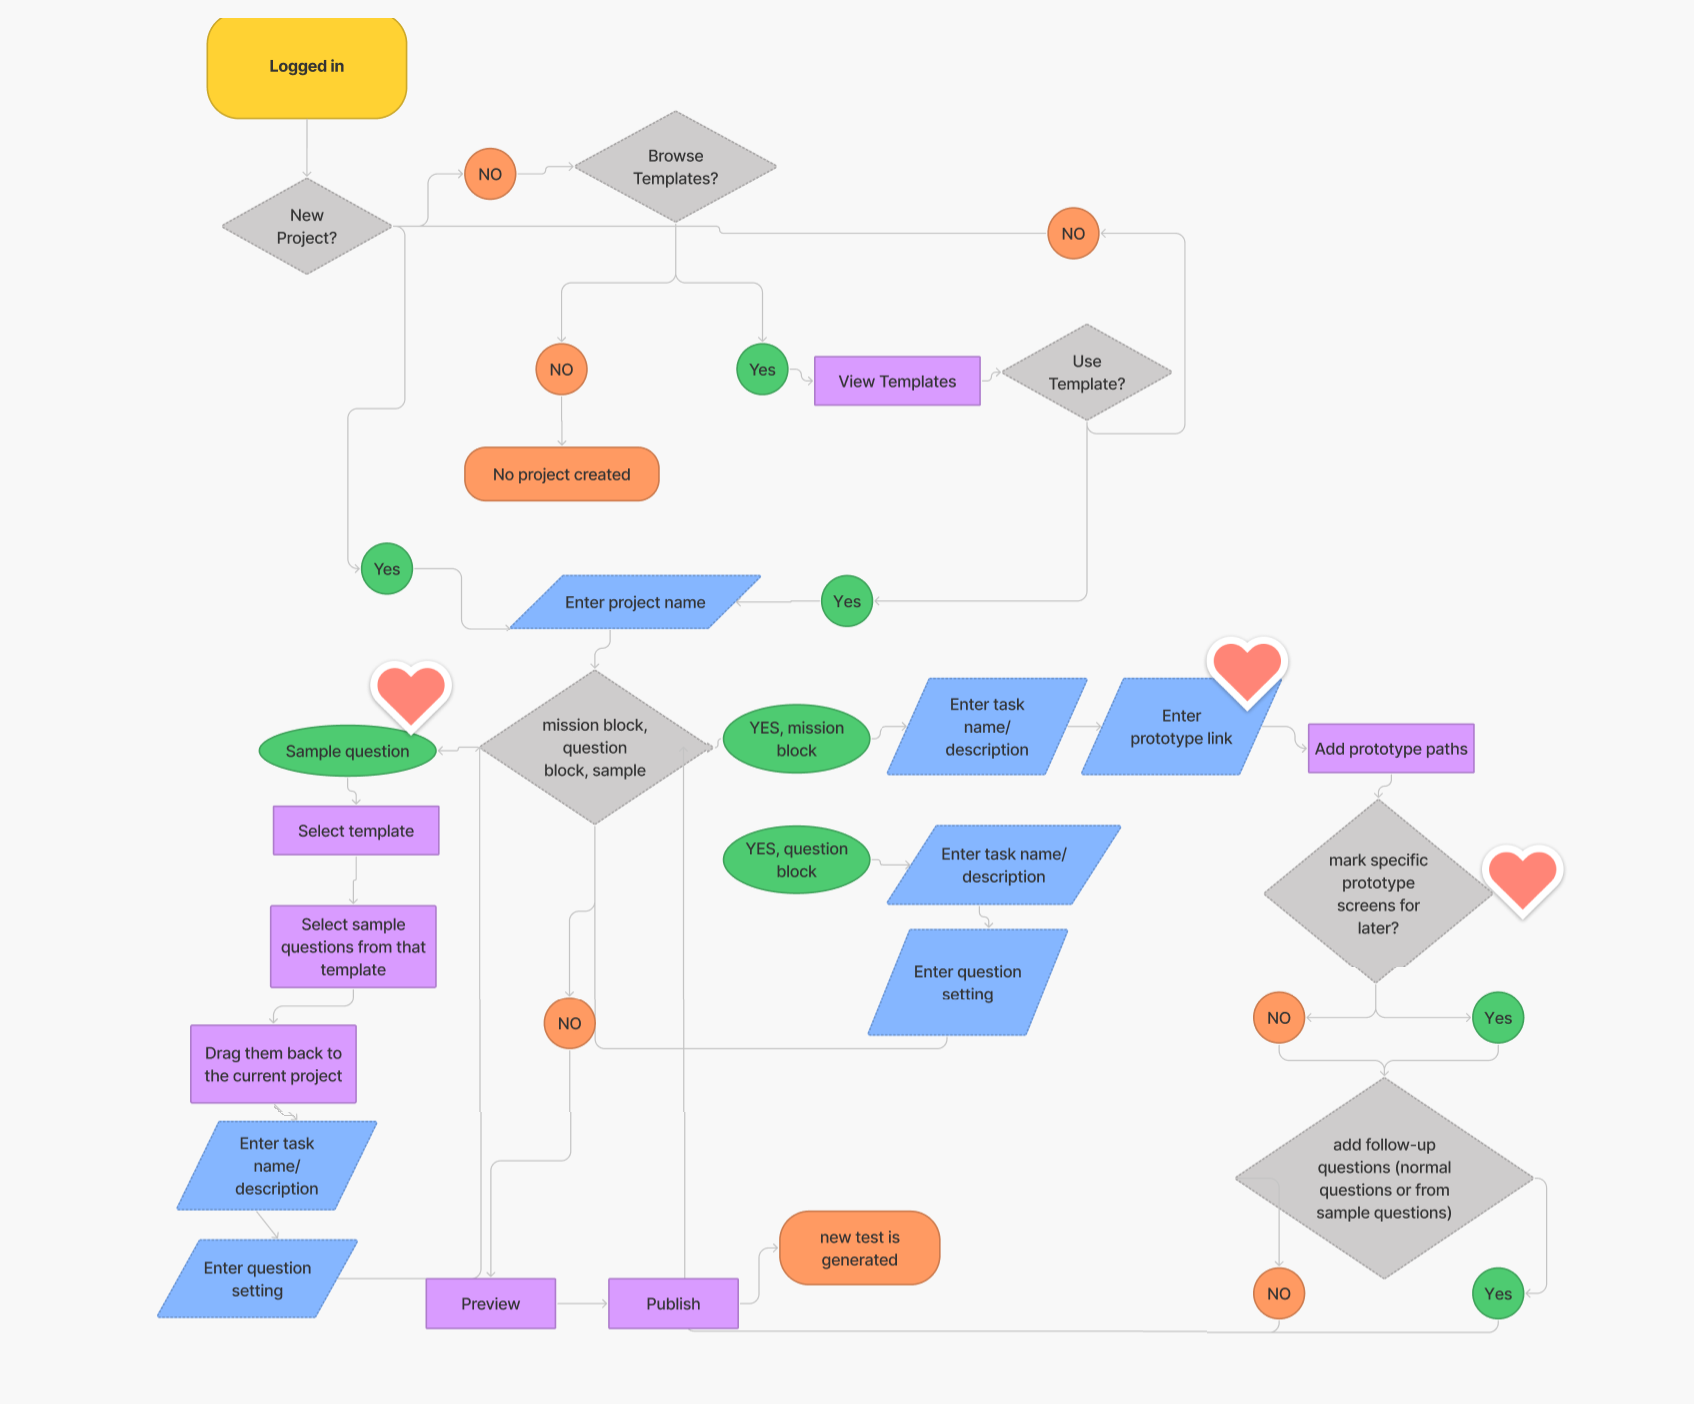 Logged in
New
Project?
NO
Browse
Templates?
NO
NO
Yes
View Templates
Use
Template?
No project created
Yes
Enter project name
Yes
Sample question
mission block,
question
block, sample
YES, mission
block
Enter task
name/
description
Enter
prototype link
Add prototype paths
Select template
YES, question
block
Enter task name/
description
mark specific
prototype
screens for
later?
Select sample
questions from that
template
Enter question
setting
NO
NO
Yes
Drag them back to
the current project
Enter task
name/
description
add follow-up
questions (normal
questions or from
sample questions)
new test is
generated
Enter question
setting
Preview
Publish
NO
Yes